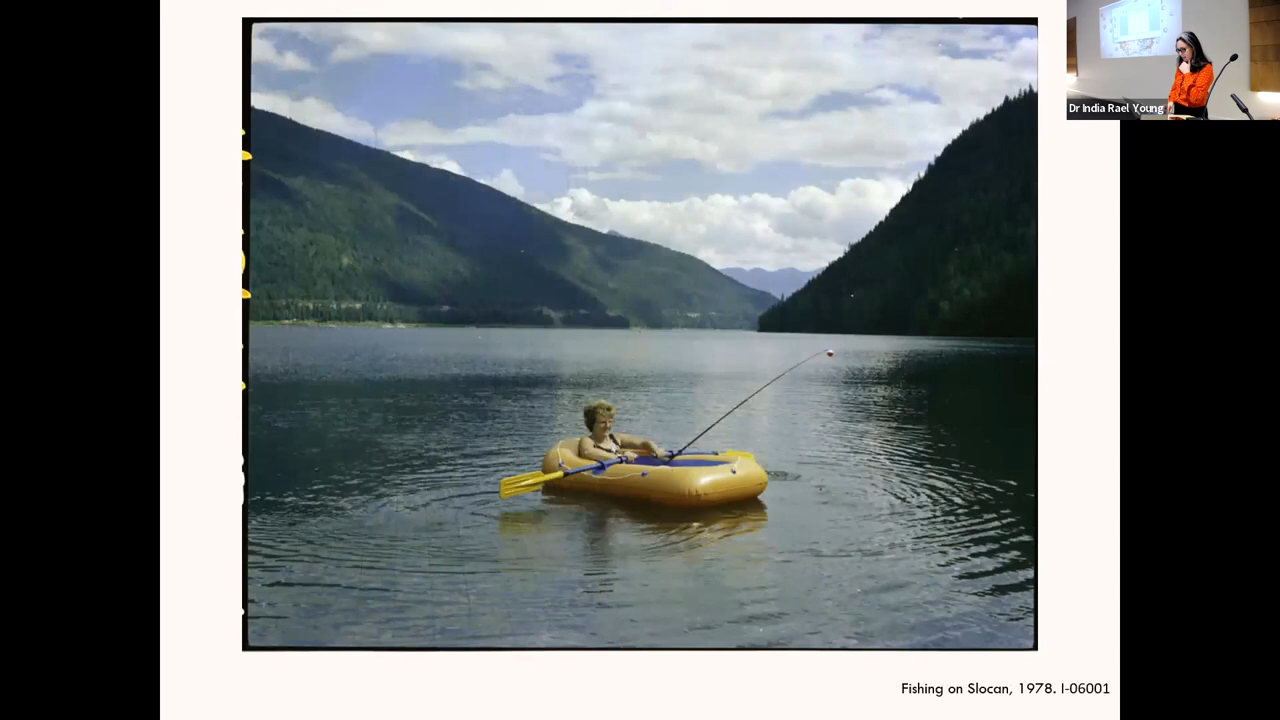 Dr India Rael Young
Fishing on Slocan, 1978. I-06001